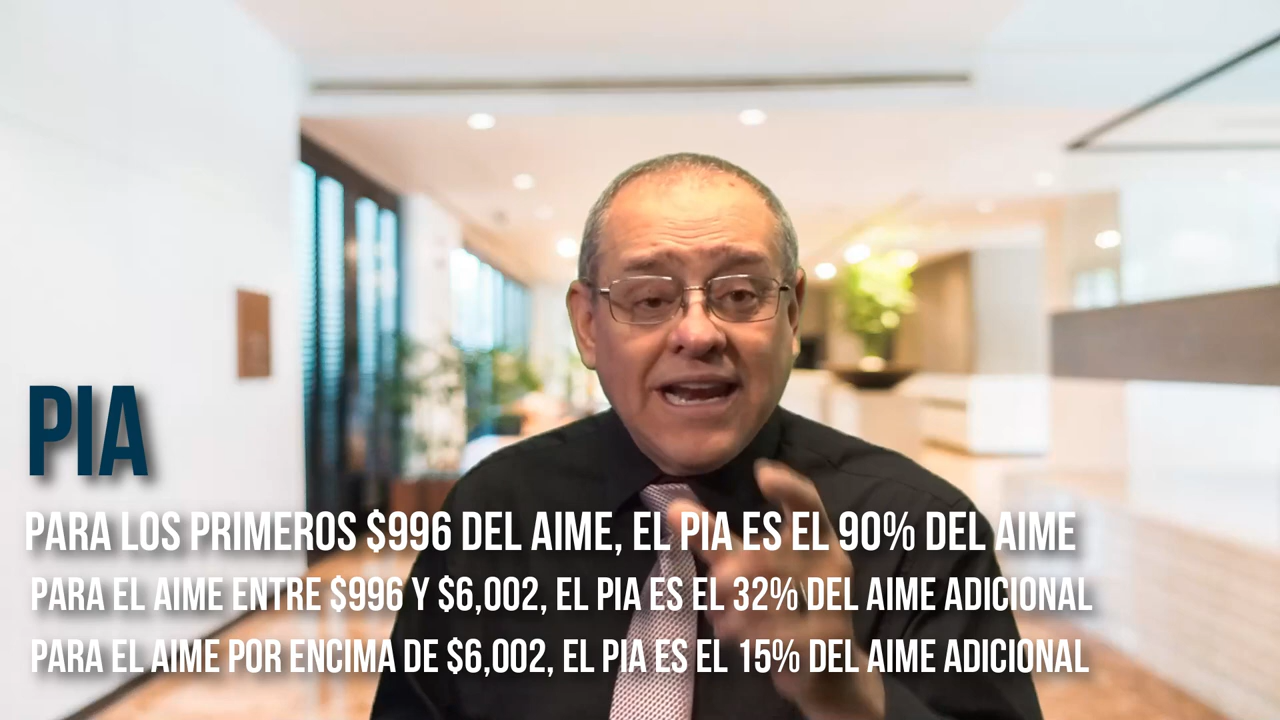 PIA
PARA LOS PRIMEROS $996 DEL AIME, EL PIA ES EL 90% DEL AIME
PARA EL AIME ENTRE $996 Y $6,002, EL PIA ES EL 32% DEL AIME ADICIONAL
PARA EL AIME POR ENCIMA DE $6,002, EL PIA ES EL 15% DEL AIME ADICIONAL